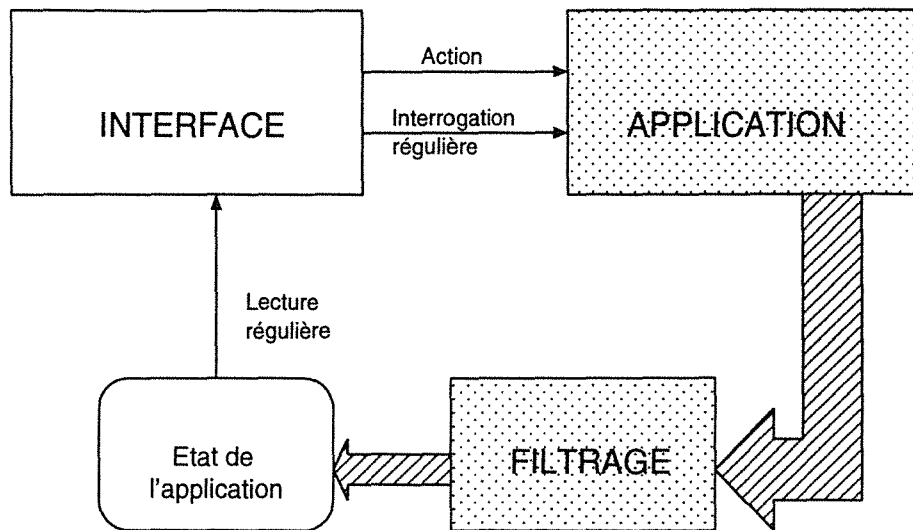 Action
INTERFACE
Interrogation
régulière
APPLICATION
Lecture
régulière
Etat de
l'application
FILTRAGE